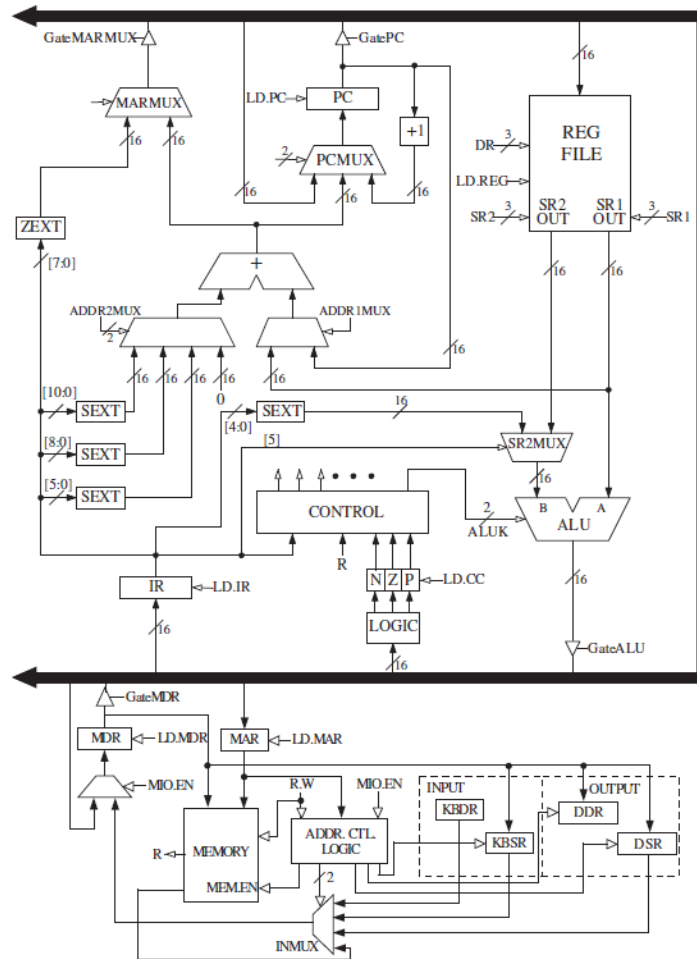 GateMARMUX
GatePC
16
MARMUX
LD.PC
PC
+1
REG
FILE
DR
3
LD.REG
SR2
3
SR2
OUT
SR1
OUT
3
SR1
2
PCMUX
16
16
16
16
16
ZEXT
[7:0]
+
16
16
ADDR2MUX
2
ADDR1MUX
16
16
16
16
16
16
0
[10:0]
SEXT
[4:0]
SEXT
16
[8:0]
SEXT
[5]
SR2MUX
[5:0]
SEXT
16
CONTROL
2
ALUK
B
A
ALU
R
N
Z
P
LD.CC
IR
LD.IR
LOGIC
16
16
16
GateALU
GateMDR
MDR
LD.MDR
MAR
LD.MAR
MIO.EN
R.W
MIO.EN
INPUT
OUTPUT
KBDR
DDR
MEMORY
R
ADDR. CTL.
LOGIC
KBSR
DSR
MEM.EN
2
INMUX